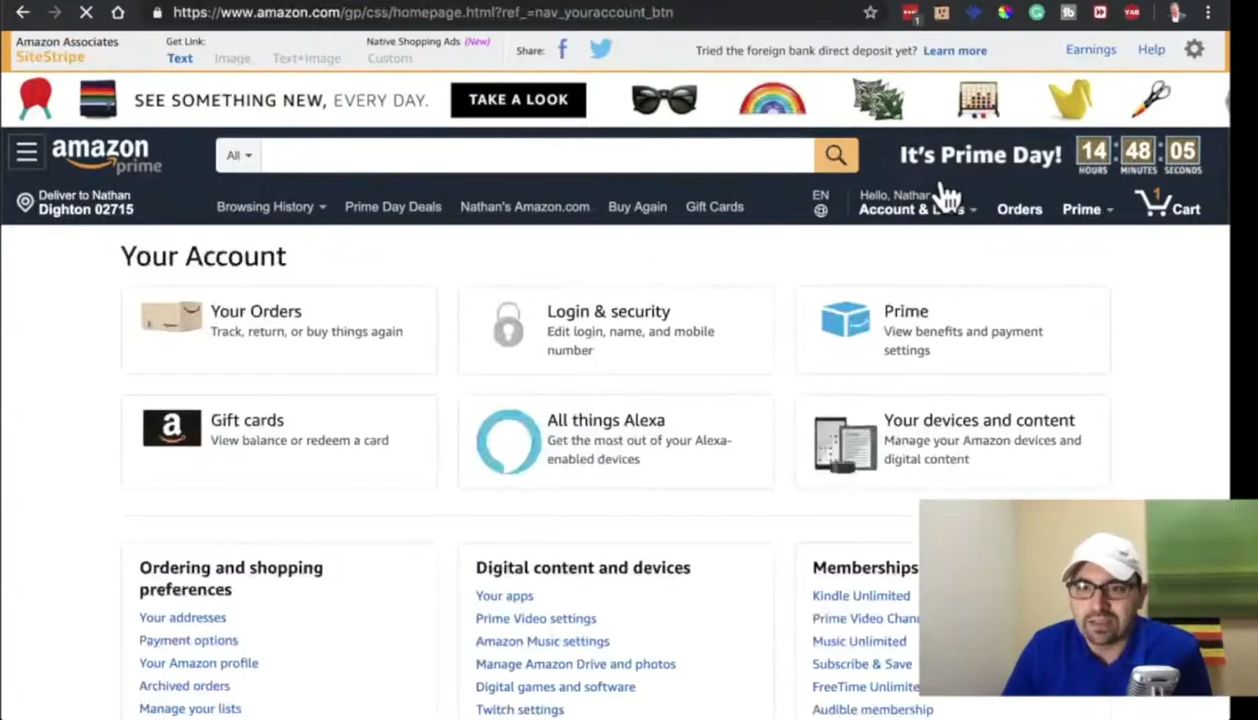 https://www.amazon.com/gp/css/homepage.html?ref_=nav_youraccount_btn
Amazon Associates
SiteStripe
Get Link:
Text
Image
Text+Image
Native Shopping Ads (New)
Custom
Share:
Tried the foreign bank direct deposit yet? Learn more
Earnings
Help
SEE SOMETHING NEW, EVERY DAY.
TAKE A LOOK
amazon
prime
All
It's Prime Day!
14 : 48 : 05
HOURS MINUTES SECONDS
Deliver to Nathan
Dighton 02715
Browsing History
Prime Day Deals
Nathan's Amazon.com
Buy Again
Gift Cards
EN
Hello, Nathan
Account &
Orders
Prime
1
Cart
Your Account
Your Orders
Track, return, or buy things again
Login & security
Edit login, name, and mobile
number
Prime
View benefits and payment
settings
a
Gift cards
View balance or redeem a card
All things Alexa
Get the most out of your Alexa-
enabled devices
Your devices and content
Manage your Amazon devices and
digital content
Ordering and shopping
preferences
Your addresses
Payment options
Your Amazon profile
Archived orders
Manage your lists
Digital content and devices
Your apps
Prime Video settings
Amazon Music settings
Manage Amazon Drive and photos
Digital games and software
Twitch settings
Memberships
Kindle Unlimited
Prime Video Chan
Music Unlimited
Subscribe & Save
FreeTime Unlimite
Audible membership